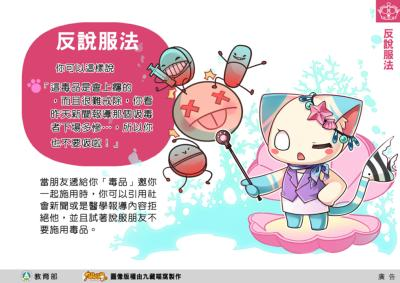 反說服法
反說服法
你可以這樣說
「這毒品是會上癮的
，而且很難戒除，你看
昨天新聞報導那個吸毒
者下場多慘⋯，所以你
也不要吸啦！」
當朋友遞給你「毒品」邀你
一起施用時，你可以引用社
會新聞或是醫學報導內容拒
絕他，並且試著說服朋友不
要施用毒品。
教育部
圖像版權由九藏喵窩製作
廣告